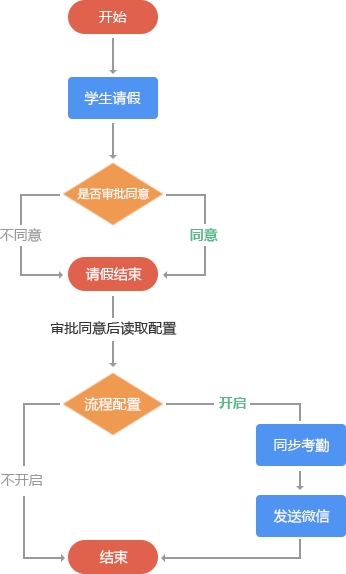 开始
学生请假
是否审批同意
不同意
同意
请假结束
审批同意后读取配置
流程配置
开启
同步考勤
不开启
发送微信
结束